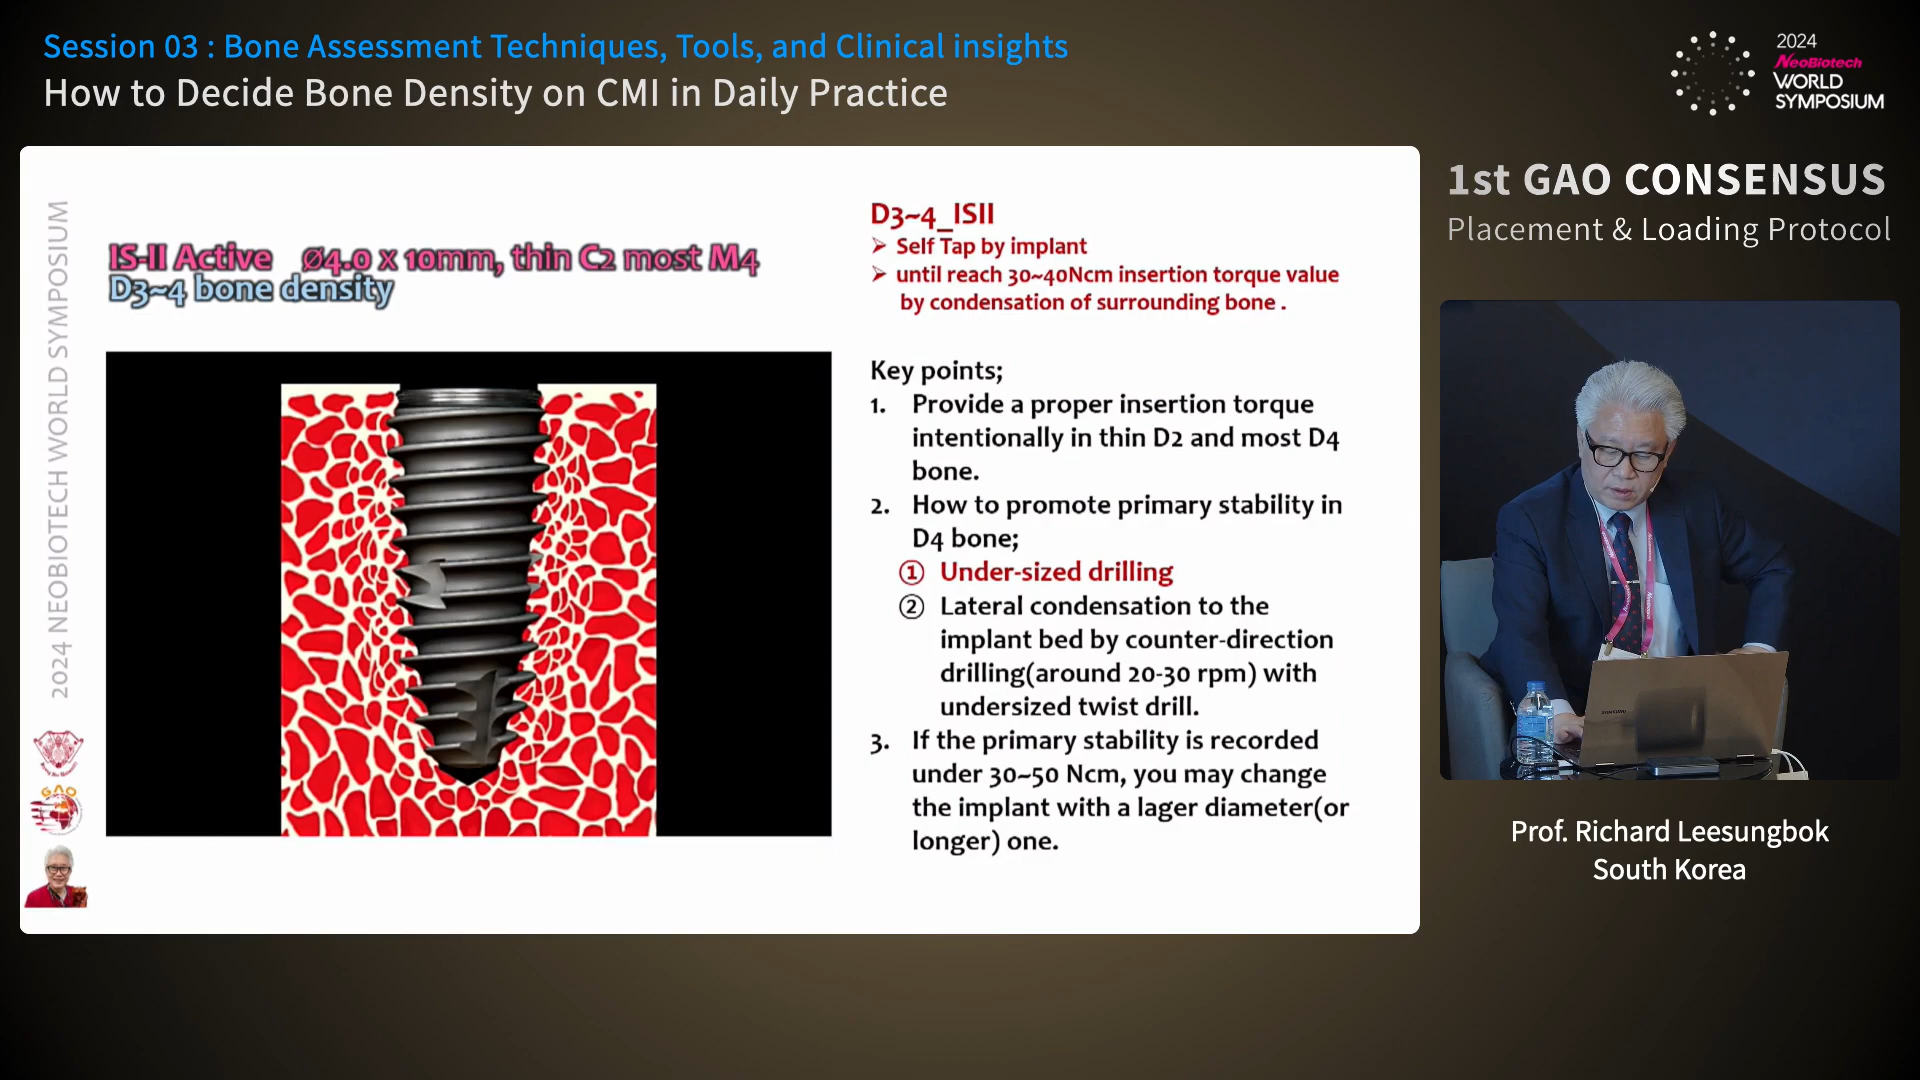 Session 03 : Bone Assessment Techniques, Tools, and Clinical insights
How to Decide Bone Density on CMI in Daily Practice
2024
NeoBiotech
WORLD
SYMPOSIUM
1st GAO CONSENSUS
Placement & Loading Protocol
2024 NEOBIOTECH WORLD SYMPOSIUM
IS-II Active Ø4.0 x 10mm, thin C2 most M4
D3~4 bone density
D3~4_ISII
➢ Self Tap by implant
➢ until reach 30~40Ncm insertion torque value
by condensation of surrounding bone .
Key points;
1. Provide a proper insertion torque
intentionally in thin D2 and most D4
bone.
2. How to promote primary stability in
D4 bone;
① Under-sized drilling
② Lateral condensation to the
implant bed by counter-direction
drilling(around 20-30 rpm) with
undersized twist drill.
3. If the primary stability is recorded
under 30~50 Ncm, you may change
the implant with a lager diameter(or
longer) one.
GAO
SAMSUNG
Prof. Richard Leesungbok
South Korea